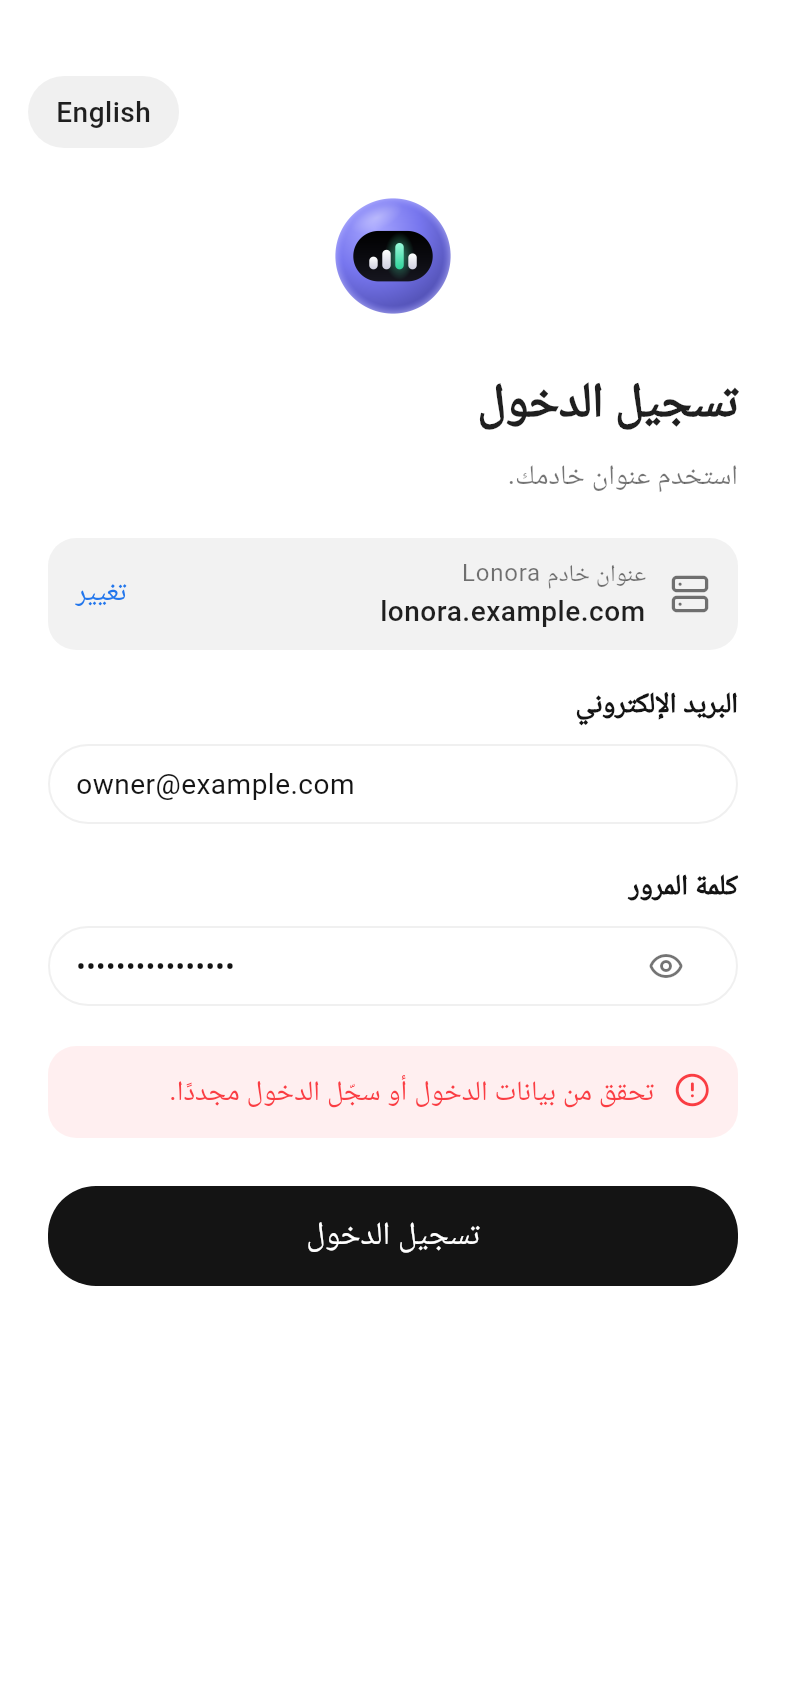 English
تسجيل الدخول
استخدم عنوان خادمك.
عنوان خادم Lonora
lonora.example.com
تغيير
البريد الإلكتروني
owner@example.com
كلمة المرور
••••••••••••••••
تحقق من بيانات الدخول أو سجّل الدخول مجددًا.
تسجيل الدخول